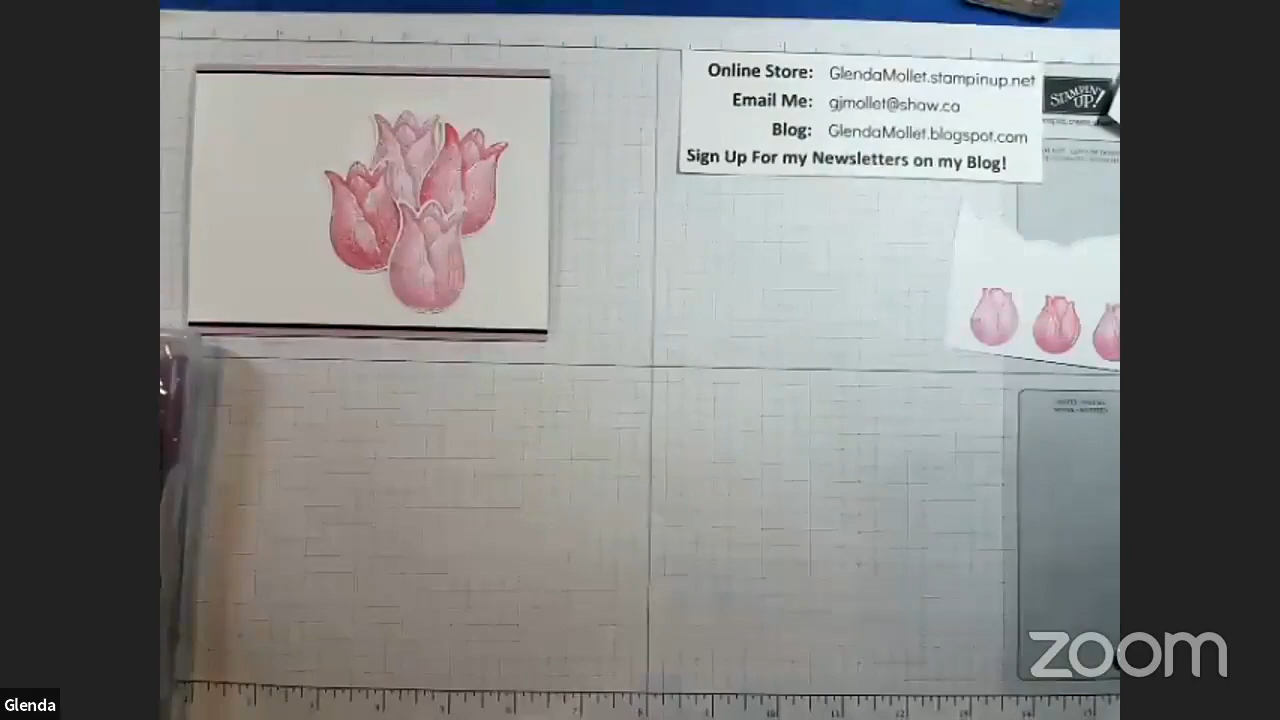 Online Store: GlendaMollet.stampinup.net
Email Me: gjmollet@shaw.ca
Blog: GlendaMollet.blogspot.com
Sign Up For my Newsletters on my Blog!
STAMPIN' UP!
zoom
Glenda